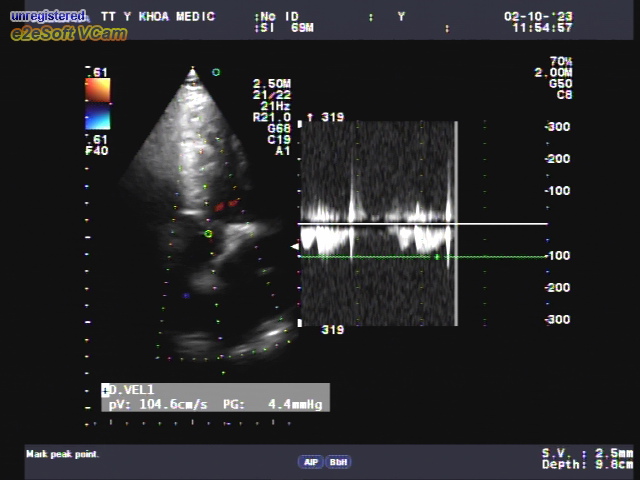 unregistered.
e2eSoft VCam
TT Y KHOA MEDIC :No ID : Y 02-10-'23
:SI 69M : 11:54:57
.61
.61
F40
2.50M
21/22
21Hz
R21.0
G68
C19
A1
70%
2.00M
G50
C8
319
-300
-200
-100
-100
-200
-300
319
D.VEL1
pV: 104.6cm/s PG: 4.4mmHg
Mark peak point.
AIP BbH
S.V. : 2.5mm
Depth: 9.8cm